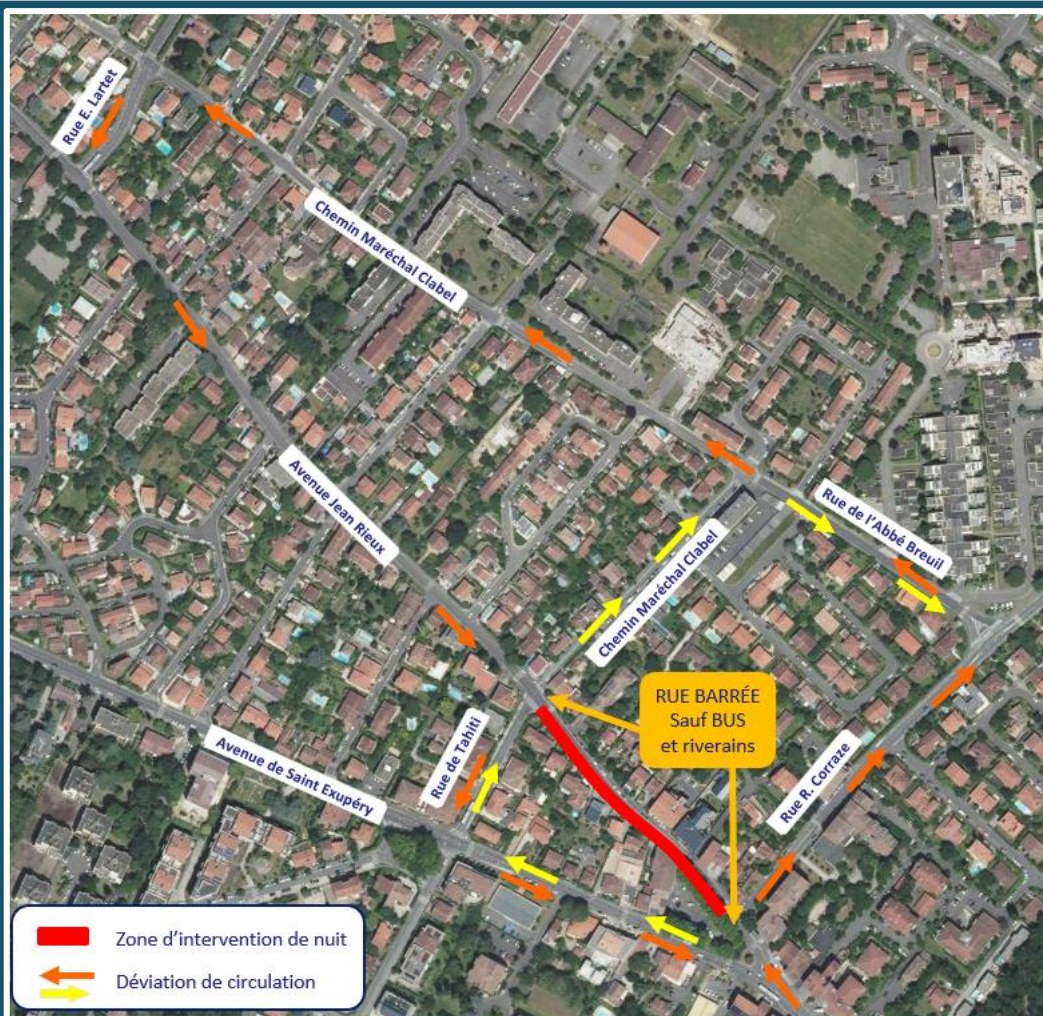 Rue E. Lartet
Chemin Maréchal Clabel
Avenue Jean Rieux
Rue de l'Abbé Breuil
Chemin Maréchal Clabel
RUE BARRÉE
Sauf BUS
et riverains
Rue de Tahiti
Avenue de Saint Exupéry
Rue R. Corraze
Zone d'intervention de nuit
Déviation de circulation